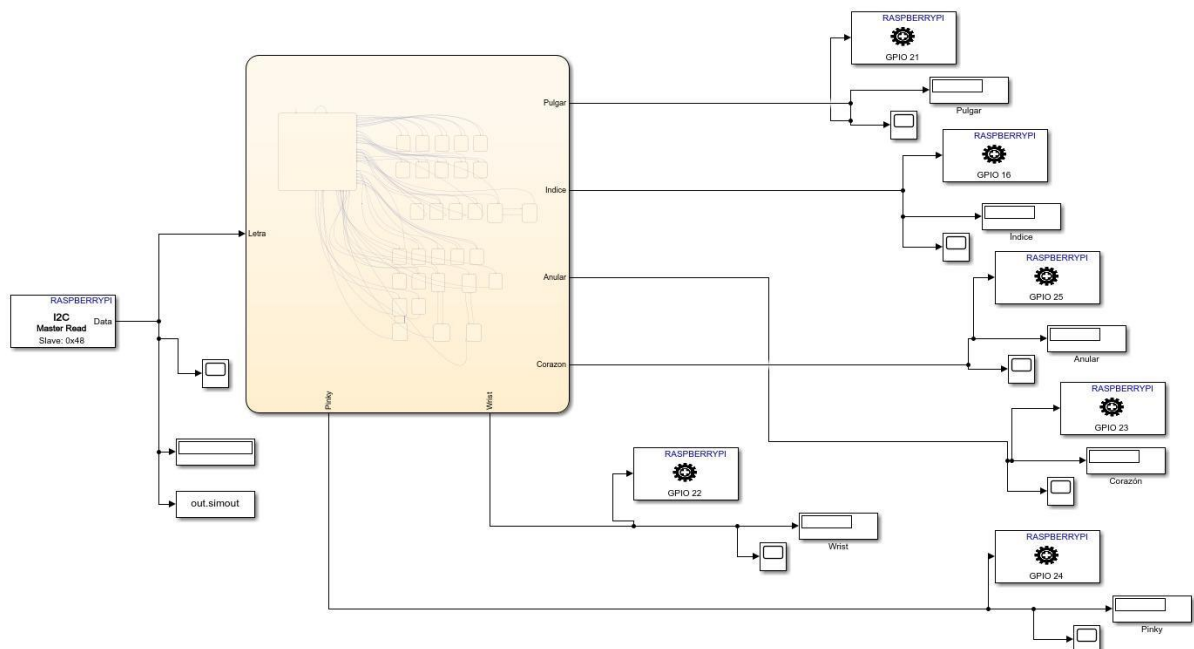 RASPBERRYPI
GPIO 21
Pulgar
Pulgar
RASPBERRYPI
GPIO 16
Indice
Indice
Letra
RASPBERRYPI
GPIO 25
Anular
RASPBERRYPI
I2C
Master Read
Slave: 0x48
Data
Anular
Corazon
RASPBERRYPI
GPIO 23
Pinky
Wrist
RASPBERRYPI
GPIO 22
Corazón
out.simout
Wrist
RASPBERRYPI
GPIO 24
Pinky